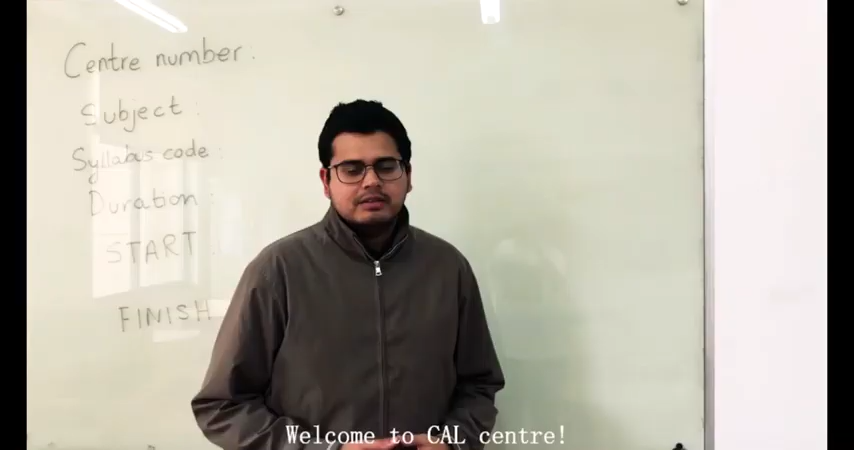 Centre number:
Subject :
Syllabus code :
Duration :
START :
FINISH
Welcome to CAL centre!